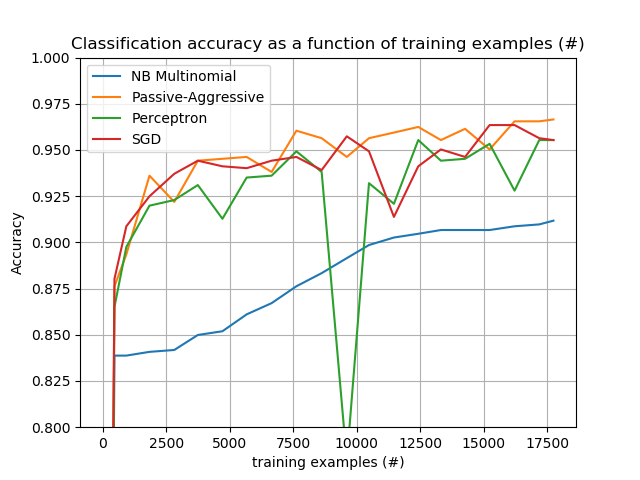 Classification accuracy as a function of training examples (#)
NB Multinomial
Passive-Aggressive
Perceptron
SGD
Accuracy
1.000
0.975
0.950
0.925
0.900
0.875
0.850
0.825
0.800
0 2500 5000 7500 10000 12500 15000 17500
training examples (#)